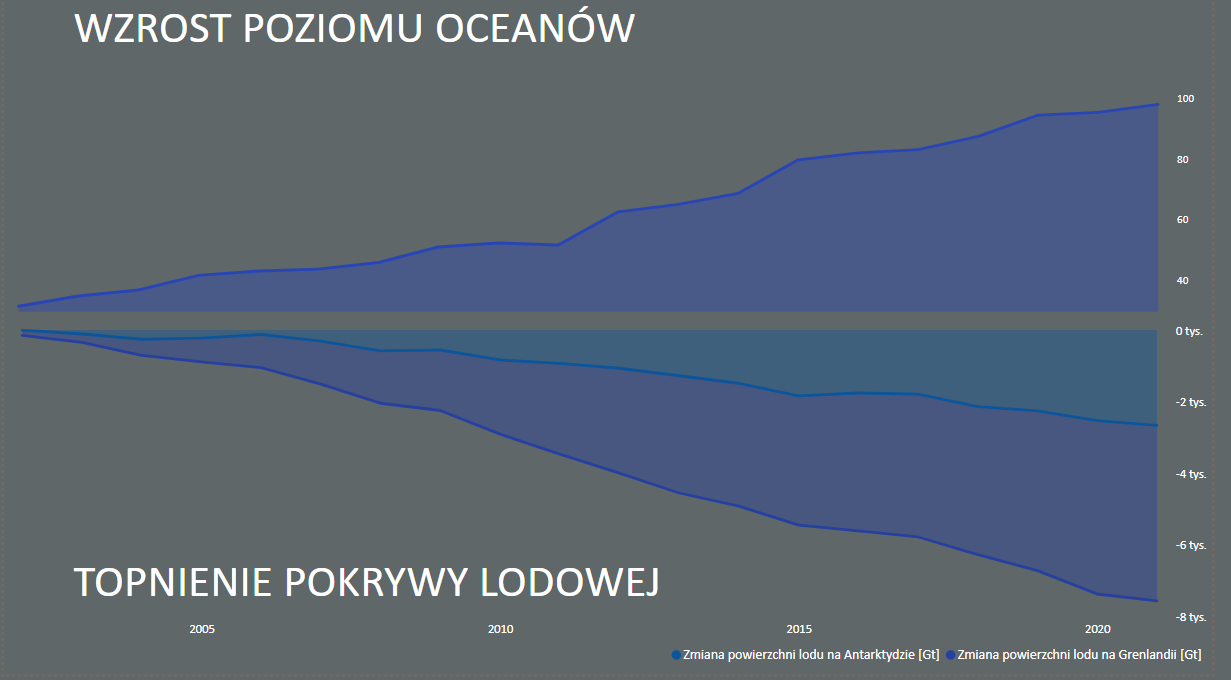 WZROST POZIOMU OCEANÓW
100
80
60
40
0 tys.
-2 tys.
-4 tys.
-6 tys.
TOPNIENIE POKRYWY LODOWEJ
-8 tys.
2005 2010 2015 2020
Zmiana powierzchni lodu na Antarktydzie [Gt] Zmiana powierzchni lodu na Grenlandii [Gt]